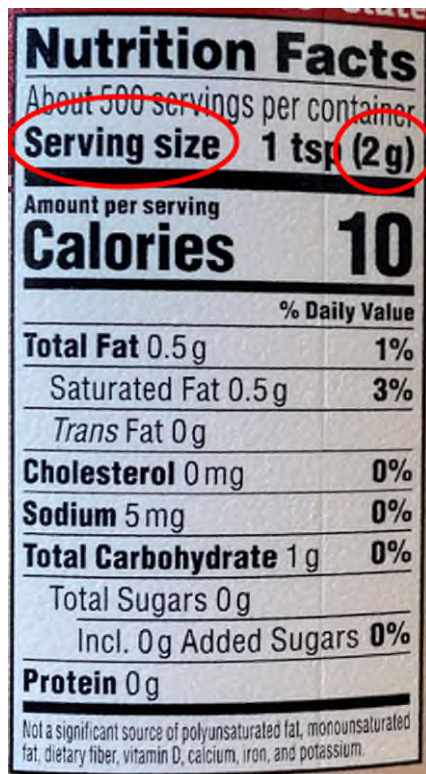 Nutrition Facts
About 500 servings per container
Serving size 1 tsp (2g)
Amount per serving
Calories 10
% Daily Value
Total Fat 0.5g 1%
Saturated Fat 0.5g 3%
Trans Fat 0g
Cholesterol 0mg 0%
Sodium 5mg 0%
Total Carbohydrate 1g 0%
Total Sugars 0g
Incl. 0g Added Sugars 0%
Protein 0g
Not a significant source of polyunsaturated fat, monounsaturated
fat, dietary fiber, vitamin D, calcium, iron, and potassium.